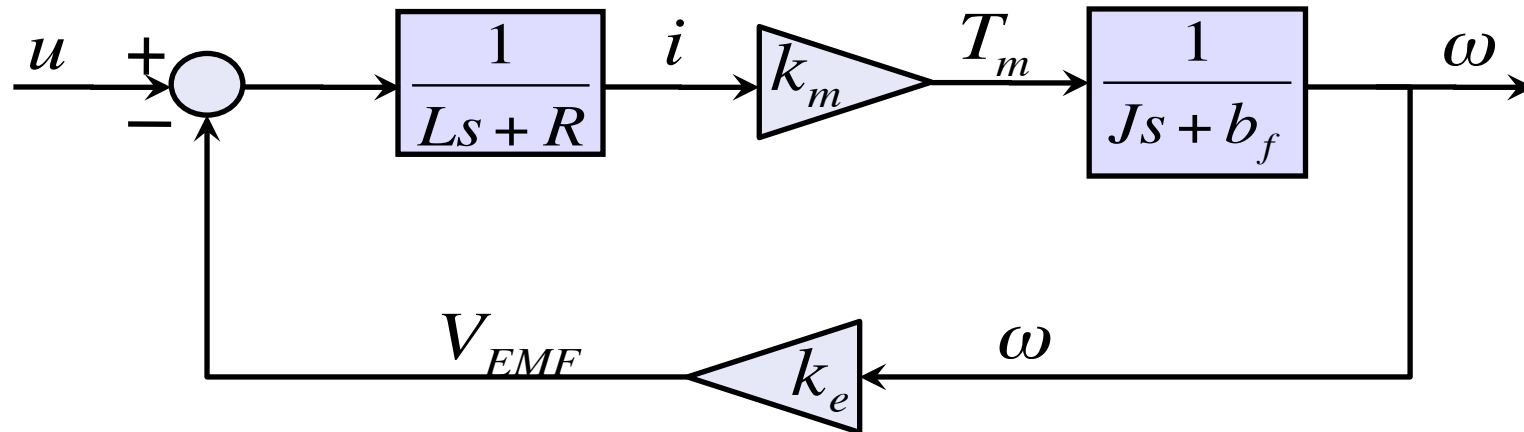 u
+
−
1
Ls + R
i
k_m
T_m
1
Js + b_f
ω
V_EMF
k_e
ω